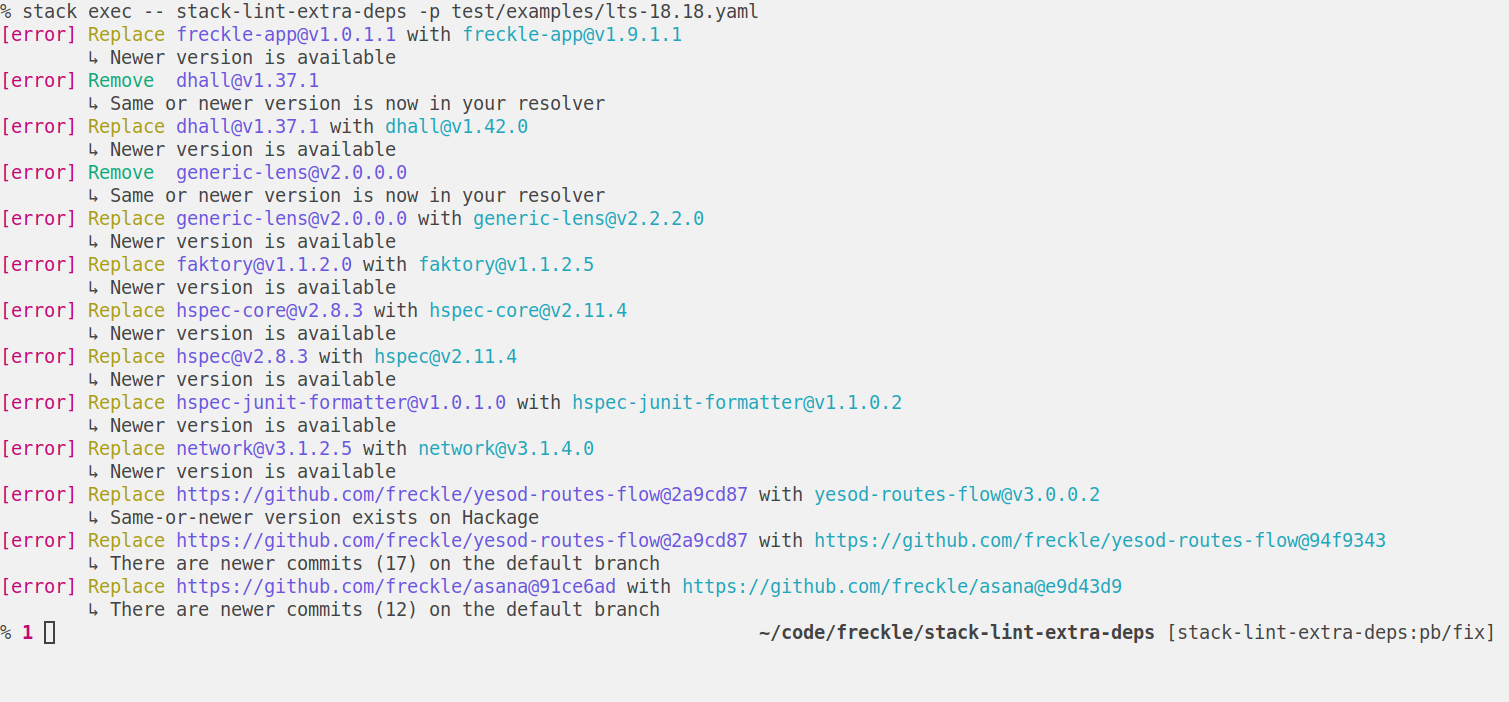 % stack exec -- stack-lint-extra-deps -p test/examples/lts-18.18.yaml
[error] Replace freckle-app@v1.0.1.1 with freckle-app@v1.9.1.1
↳ Newer version is available
[error] Remove  dhall@v1.37.1
↳ Same or newer version is now in your resolver
[error] Replace dhall@v1.37.1 with dhall@v1.42.0
↳ Newer version is available
[error] Remove  generic-lens@v2.0.0.0
↳ Same or newer version is now in your resolver
[error] Replace generic-lens@v2.0.0.0 with generic-lens@v2.2.2.0
↳ Newer version is available
[error] Replace faktory@v1.1.2.0 with faktory@v1.1.2.5
↳ Newer version is available
[error] Replace hspec-core@v2.8.3 with hspec-core@v2.11.4
↳ Newer version is available
[error] Replace hspec@v2.8.3 with hspec@v2.11.4
↳ Newer version is available
[error] Replace hspec-junit-formatter@v1.0.1.0 with hspec-junit-formatter@v1.1.0.2
↳ Newer version is available
[error] Replace network@v3.1.2.5 with network@v3.1.4.0
↳ Newer version is available
[error] Replace https://github.com/freckle/yesod-routes-flow@2a9cd87 with yesod-routes-flow@v3.0.0.2
↳ Same-or-newer version exists on Hackage
[error] Replace https://github.com/freckle/yesod-routes-flow@2a9cd87 with https://github.com/freckle/yesod-routes-flow@94f9343
↳ There are newer commits (17) on the default branch
[error] Replace https://github.com/freckle/asana@91ce6ad with https://github.com/freckle/asana@e9d43d9
↳ There are newer commits (12) on the default branch
% 1 ~/code/freckle/stack-lint-extra-deps [stack-lint-extra-deps:pb/fix]